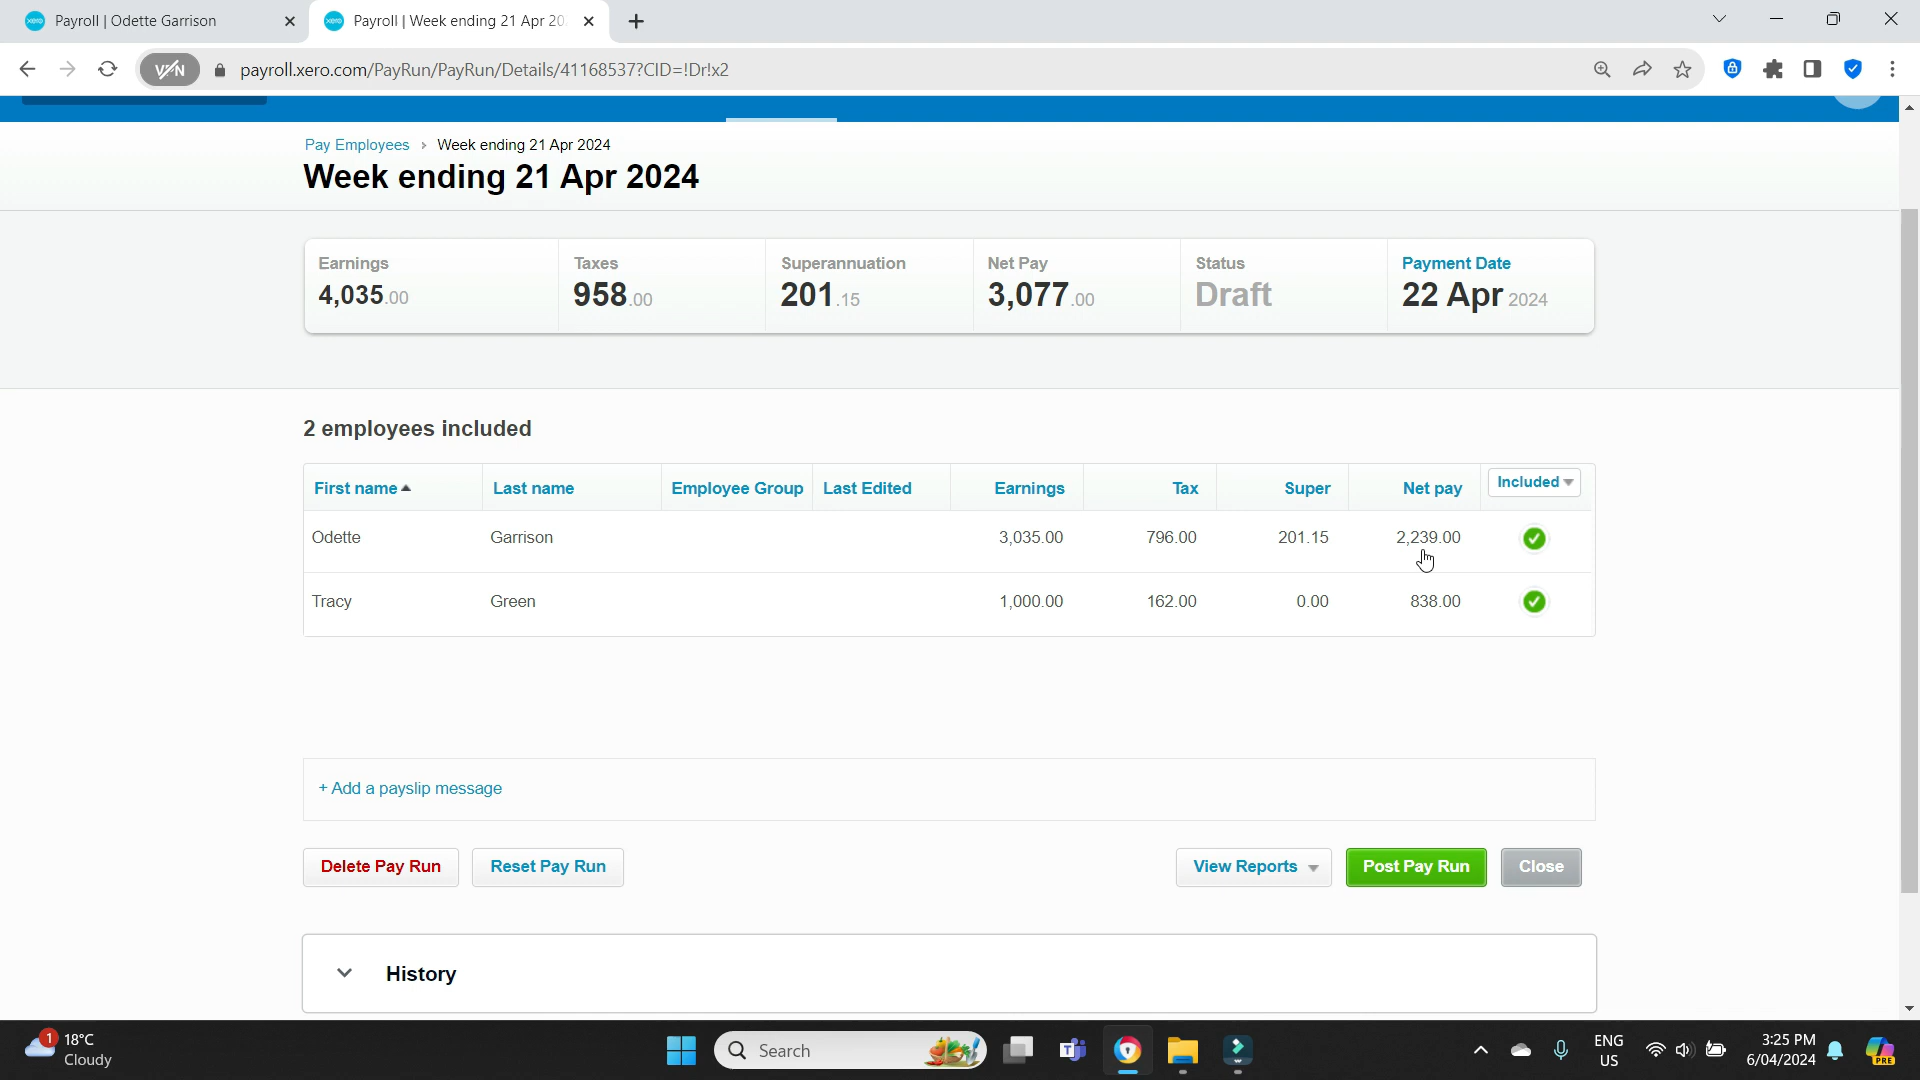 Payroll | Odette Garrison
Payroll | Week ending 21 Apr 20
VPN
payroll.xero.com/PayRun/PayRun/Details/41168537?CID=!Dr!x2
Pay Employees › Week ending 21 Apr 2024
Week ending 21 Apr 2024
Earnings Taxes Superannuation Net Pay Status Payment Date
4,035.00 958.00 201.15 3,077.00 Draft 22 Apr 2024
2 employees included
First name Last name Employee Group Last Edited Earnings Tax Super Net pay Included
Odette Garrison 3,035.00 796.00 201.15 2,239.00
Tracy Green 1,000.00 162.00 0.00 838.00
+ Add a payslip message
Delete Pay Run Reset Pay Run View Reports Post Pay Run Close
History
1 18°C
Cloudy
Search
ENG
US
3:25 PM
6/04/2024
PRE